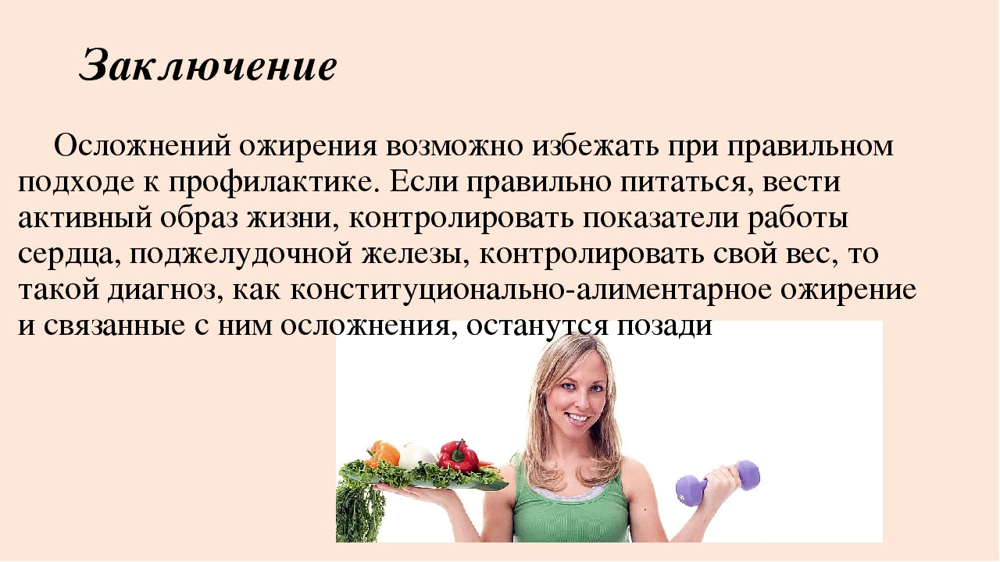 Заключение
Осложнений ожирения возможно избежать при правильном
подходе к профилактике. Если правильно питаться, вести
активный образ жизни, контролировать показатели работы
сердца, поджелудочной железы, контролировать свой вес, то
такой диагноз, как конституционально-алиментарное ожирение
и связанные с ним осложнения, останутся позади